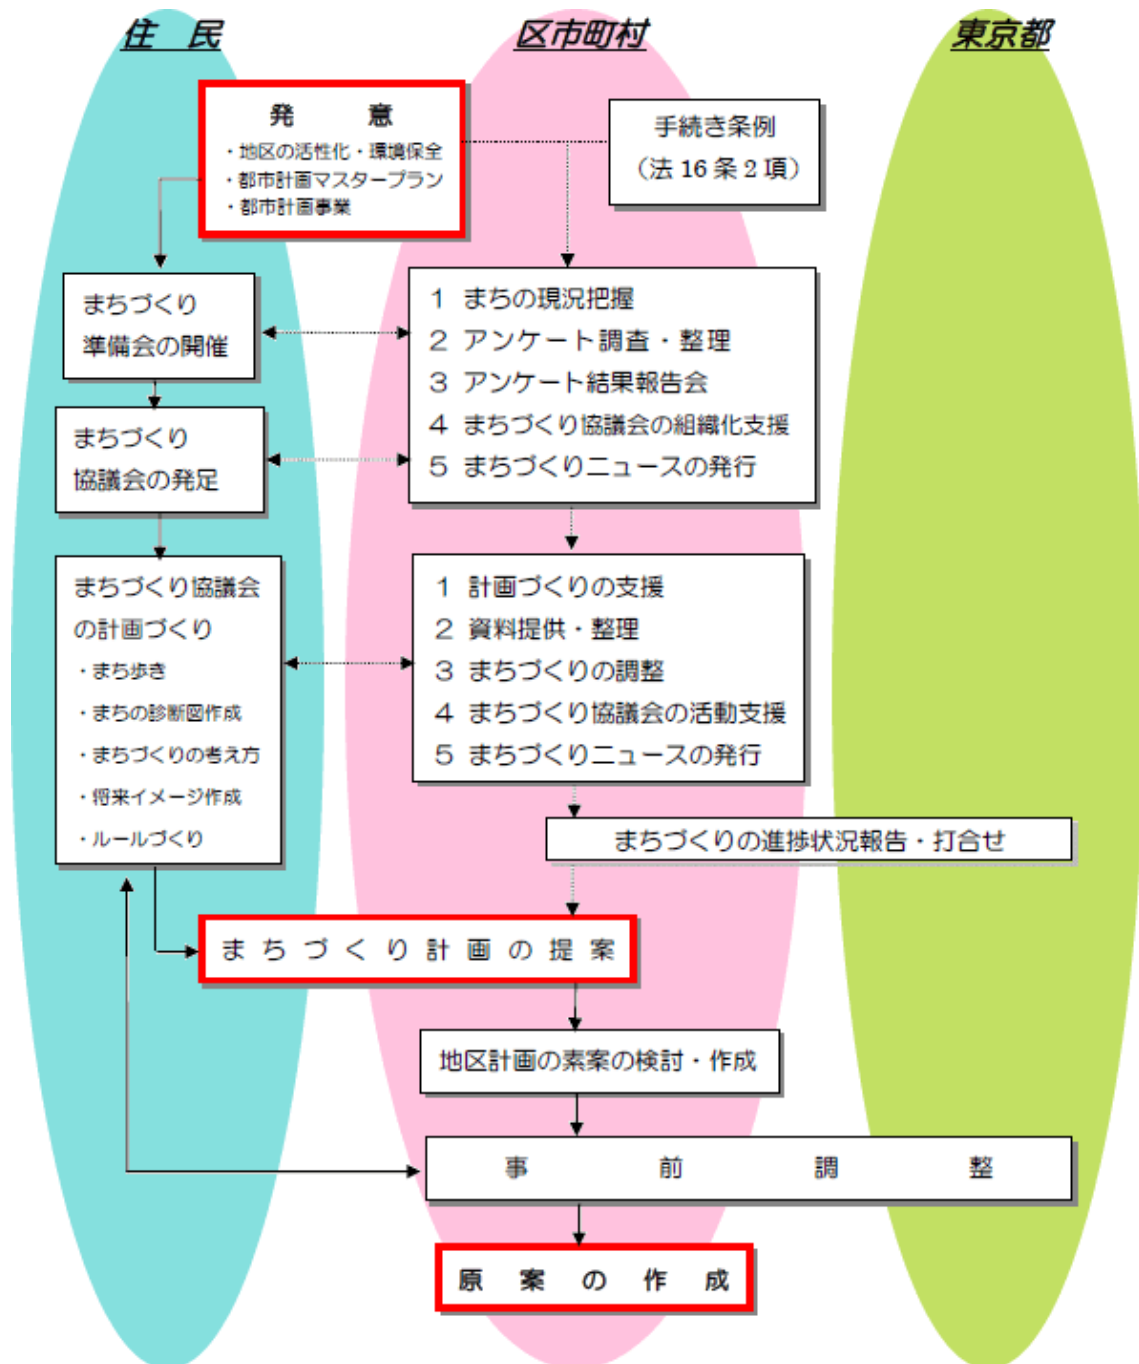 住　民
区市町村
東京都
発　　意
・地区の活性化・環境保全
・都市計画マスタープラン
・都市計画事業
手続き条例
（法16条2項）
まちづくり
準備会の開催
1 まちの現況把握
2 アンケート調査・整理
3 アンケート結果報告会
4 まちづくり協議会の組織化支援
5 まちづくりニュースの発行
まちづくり
協議会の発足
まちづくり協議会
の計画づくり
・まち歩き
・まちの診断図作成
・まちづくりの考え方
・将来イメージ作成
・ルールづくり
1 計画づくりの支援
2 資料提供・整理
3 まちづくりの調整
4 まちづくり協議会の活動支援
5 まちづくりニュースの発行
まちづくりの進捗状況報告・打合せ
まちづくり計画の提案
地区計画の素案の検討・作成
事　前　調　整
原案の作成